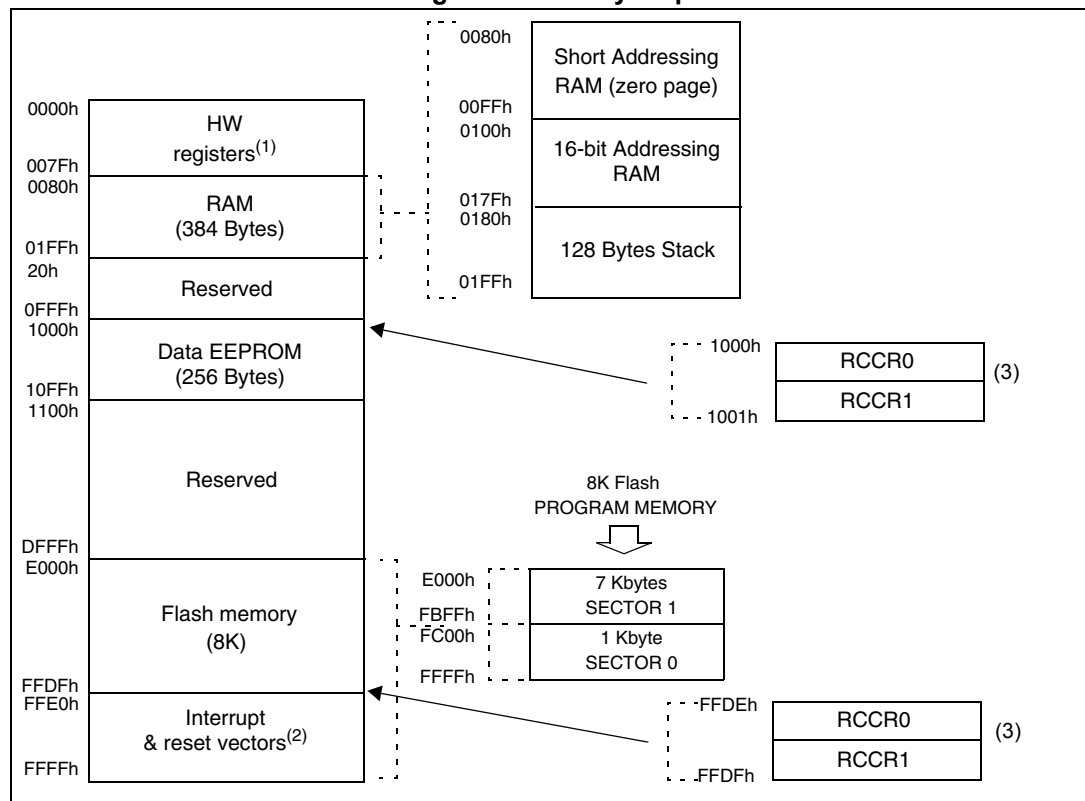 0000h
HW
registers(1)
007Fh
0080h
RAM
(384 Bytes)
01FFh
20h
Reserved
0FFFh
1000h
Data EEPROM
(256 Bytes)
10FFh
1100h
Reserved
DFFFh
E000h
Flash memory
(8K)
FFDFh
FFE0h
Interrupt
& reset vectors(2)
FFFFh
0080h
Short Addressing
RAM (zero page)
00FFh
0100h
16-bit Addressing
RAM
017Fh
0180h
128 Bytes Stack
01FFh
1000h
RCCR0
(3)
RCCR1
1001h
8K Flash
PROGRAM MEMORY
E000h
7 Kbytes
SECTOR 1
FBFFh
FC00h
1 Kbyte
SECTOR 0
FFFFh
FFDEh
RCCR0
(3)
RCCR1
FFDFh